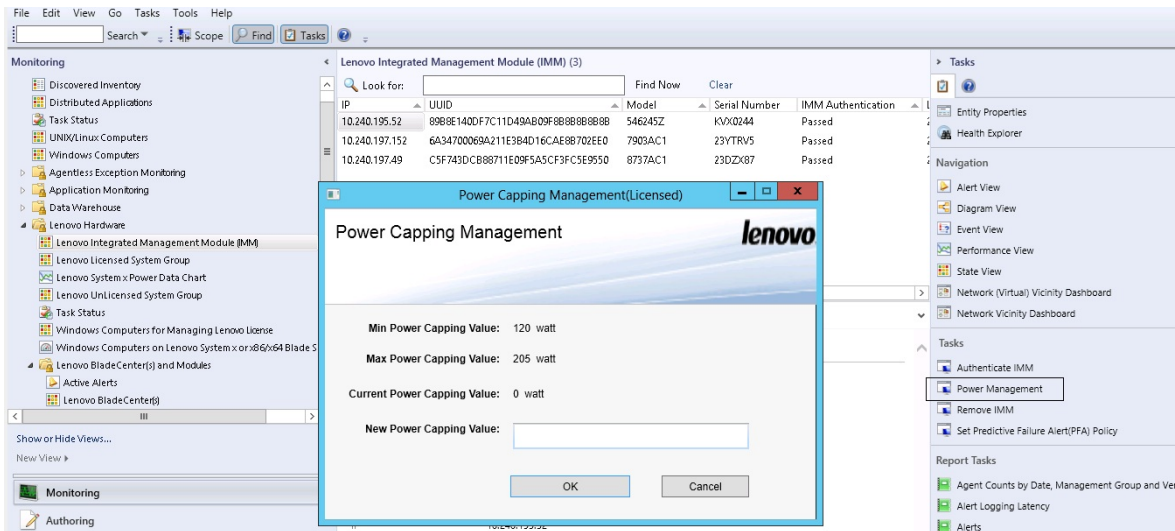 File Edit View Go Tasks Tools Help
Search Scope Find Tasks
Monitoring
Discovered Inventory
Distributed Applications
Task Status
UNIX/Linux Computers
Windows Computers
Agentless Exception Monitoring
Application Monitoring
Data Warehouse
Lenovo Hardware
Lenovo Integrated Management Module (IMM)
Lenovo Licensed System Group
Lenovo System x Power Data Chart
Lenovo UnLicensed System Group
Task Status
Windows Computers for Managing Lenovo License
Windows Computers on Lenovo System x or x86/x64 Blade S
Lenovo BladeCenter(s) and Modules
Active Alerts
Lenovo BladeCenter(s)
Show or Hide Views...
New View
Monitoring
Authoring
Lenovo Integrated Management Module (IMM) (3)
Look for: Find Now Clear
IP UUID Model Serial Number IMM Authentication
10.240.195.52 89B8E140DF7C11D49AB09F8B8B8B8B8B 546245Z KVX0244 Passed
10.240.197.152 6A34700069A211E3B4D16CAE8B702EE0 7903AC1 23YTRV5 Passed
10.240.197.49 C5F743DCB88711E09F5A5CF3FC5E9550 8737AC1 23DZX87 Passed
Power Capping Management(Licensed)
Power Capping Management
lenovo
Min Power Capping Value: 120 watt
Max Power Capping Value: 205 watt
Current Power Capping Value: 0 watt
New Power Capping Value:
OK Cancel
Tasks
Entity Properties
Health Explorer
Navigation
Alert View
Diagram View
Event View
Performance View
State View
Network (Virtual) Vicinity Dashboard
Network Vicinity Dashboard
Tasks
Authenticate IMM
Power Management
Remove IMM
Set Predictive Failure Alert(PFA) Policy
Report Tasks
Agent Counts by Date, Management Group and Ver
Alert Logging Latency
Alerts